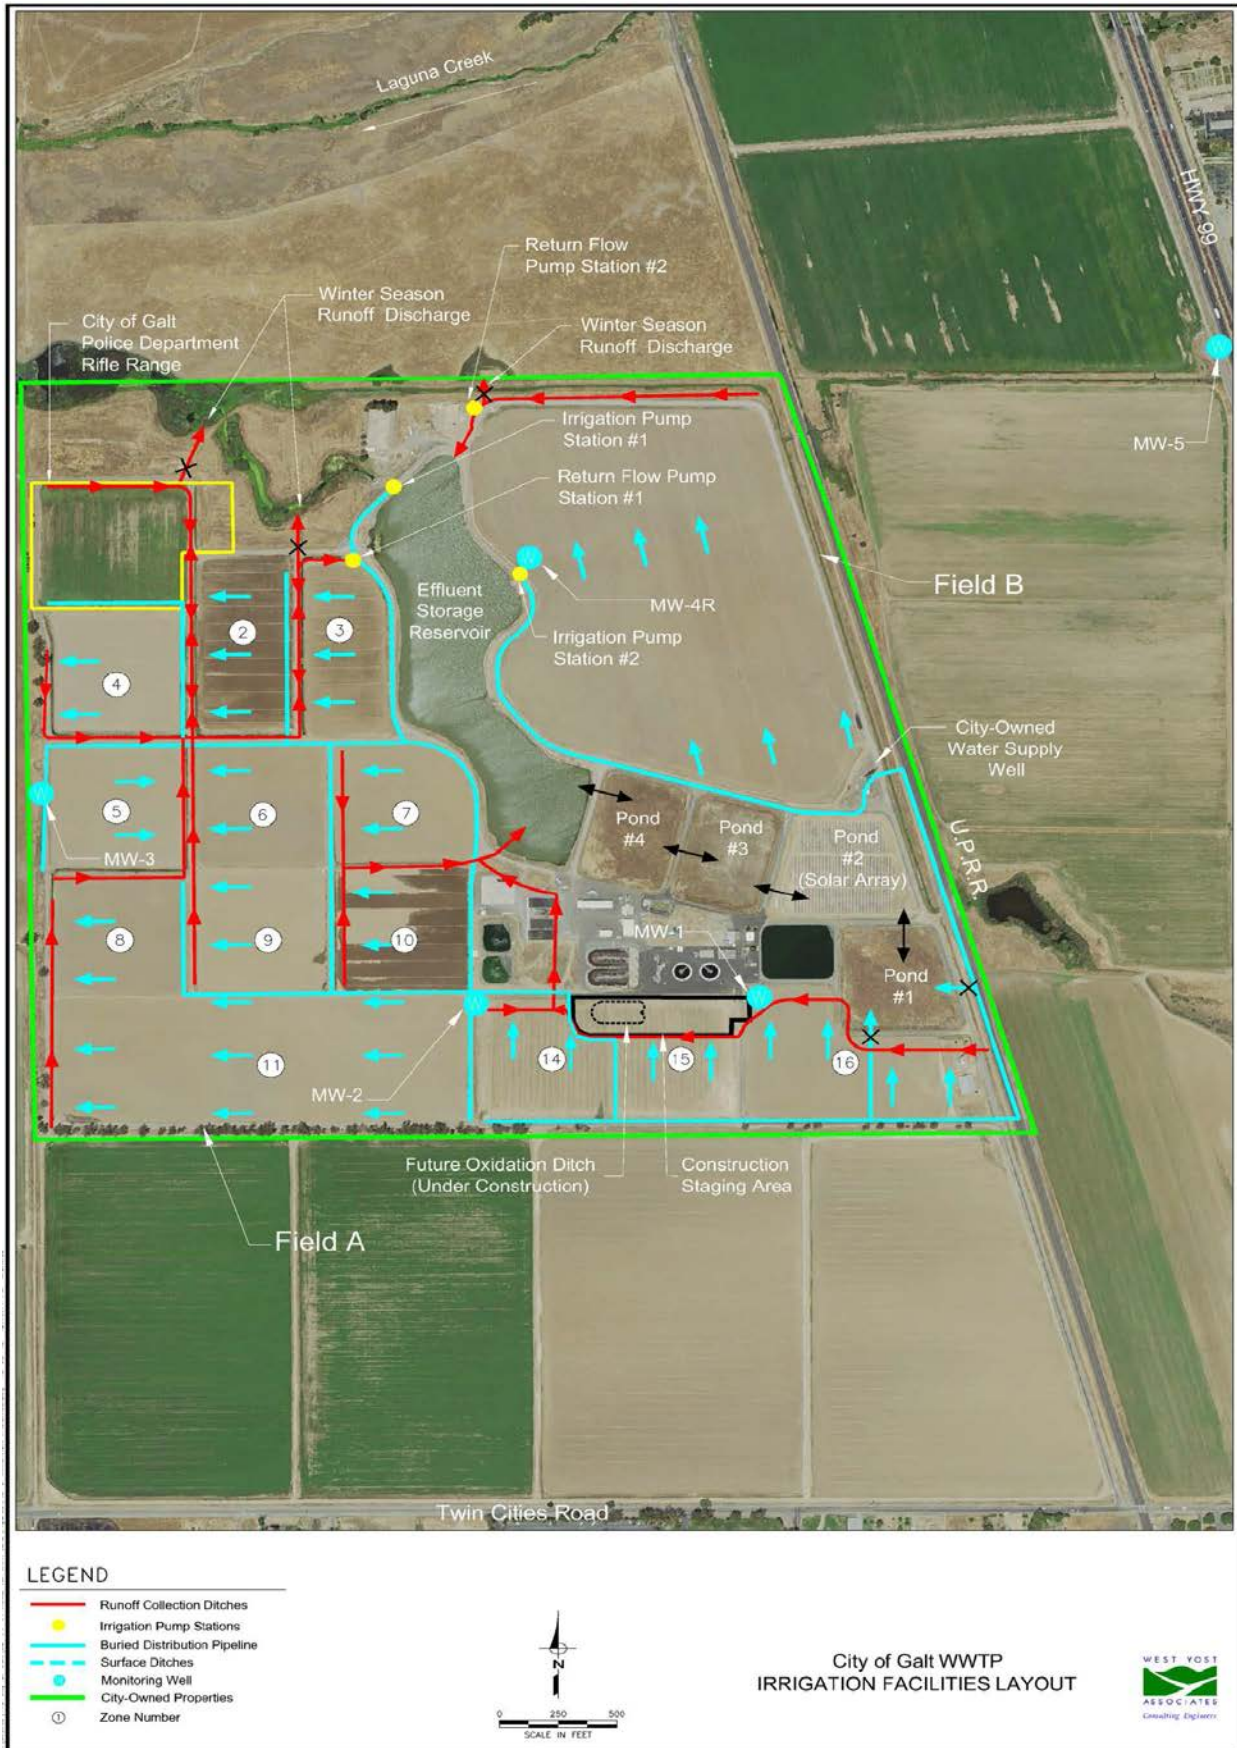 Laguna Creek
HWY 99
Return Flow
Pump Station #2
Winter Season
Runoff Discharge
City of Galt
Police Department
Rifle Range
Winter Season
Runoff Discharge
W
MW-5
Irrigation Pump
Station #1
Return Flow Pump
Station #1
W
Effluent
Storage
Reservoir
MW-4R
Field B
Irrigation Pump
Station #2
2
3
4
City-Owned
Water Supply
Well
5
6
7
W
MW-3
Pond
#4
Pond
#3
Pond
#2
(Solar Array)
U.P.R.R.
8
9
10
MW-1
W
W
Pond
#1
11
14
15
16
MW-2
Future Oxidation Ditch
(Under Construction)
Construction
Staging Area
Field A
Twin Cities Road
LEGEND
Runoff Collection Ditches
Irrigation Pump Stations
Buried Distribution Pipeline
Surface Ditches
Monitoring Well
City-Owned Properties
1 Zone Number
N
0 250 500
SCALE IN FEET
City of Galt WWTP
IRRIGATION FACILITIES LAYOUT
WEST YOST
ASSOCIATES
Consulting Engineers